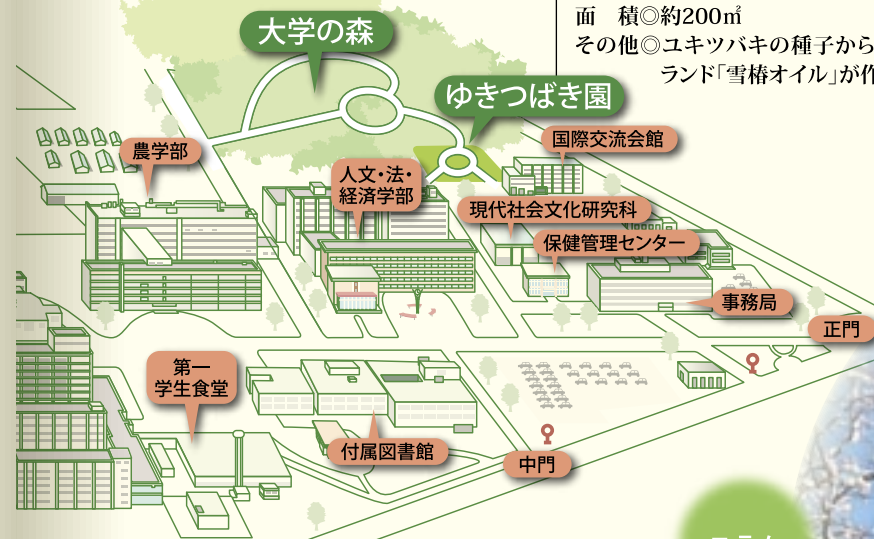 面　積◎約200㎡
その他◎ユキツバキの種子から
ランド「雪椿オイル」が作
大学の森
ゆきつばき園
国際交流会館
農学部
人文・法・
経済学部
現代社会文化研究科
保健管理センター
事務局
正門
第一
学生食堂
付属図書館
中門